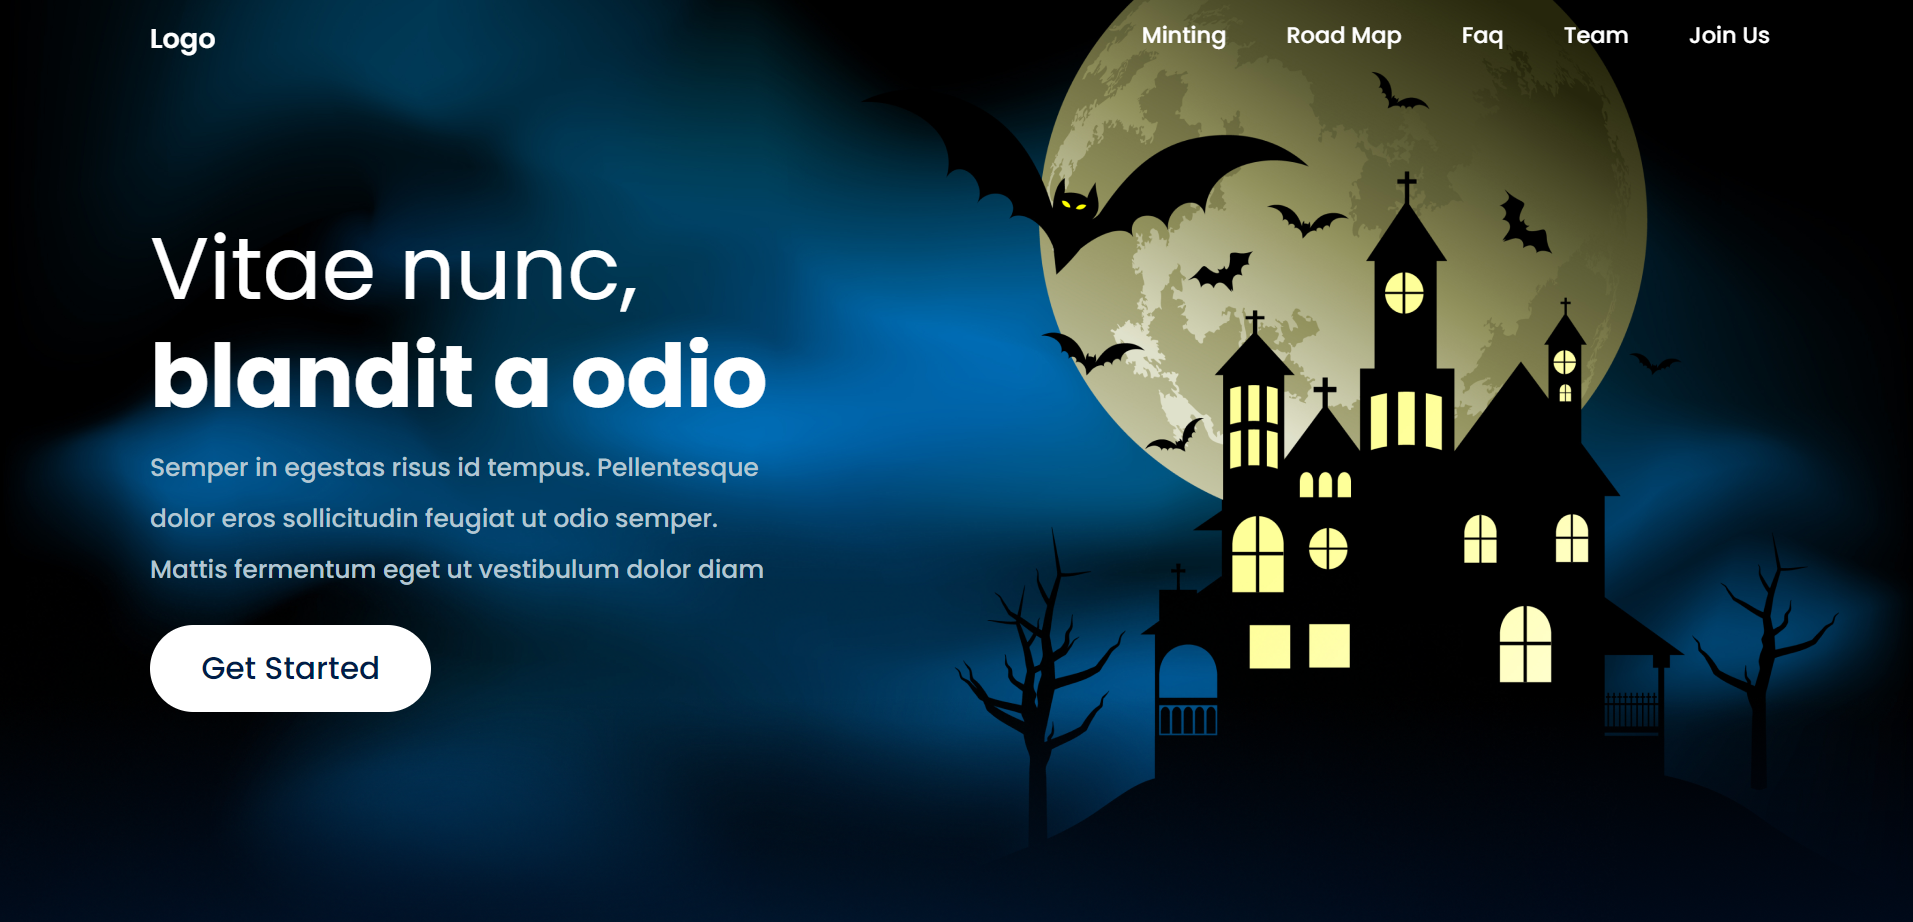 Logo
Minting
Road Map
Faq
Team
Join Us
Vitae nunc,
blandit a odio
Semper in egestas risus id tempus. Pellentesque
dolor eros sollicitudin feugiat ut odio semper.
Mattis fermentum eget ut vestibulum dolor diam
Get Started